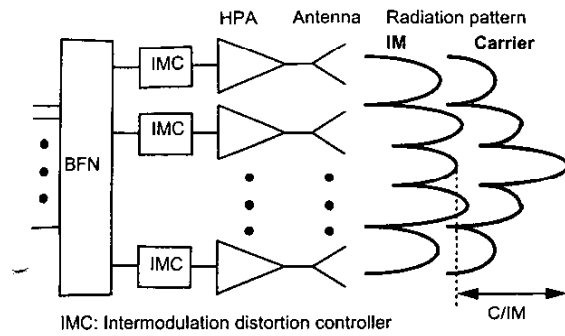 HPA Antenna Radiation pattern
IM Carrier
IMC
IMC
BFN
IMC
C/IM
IMC: Intermodulation distortion controller